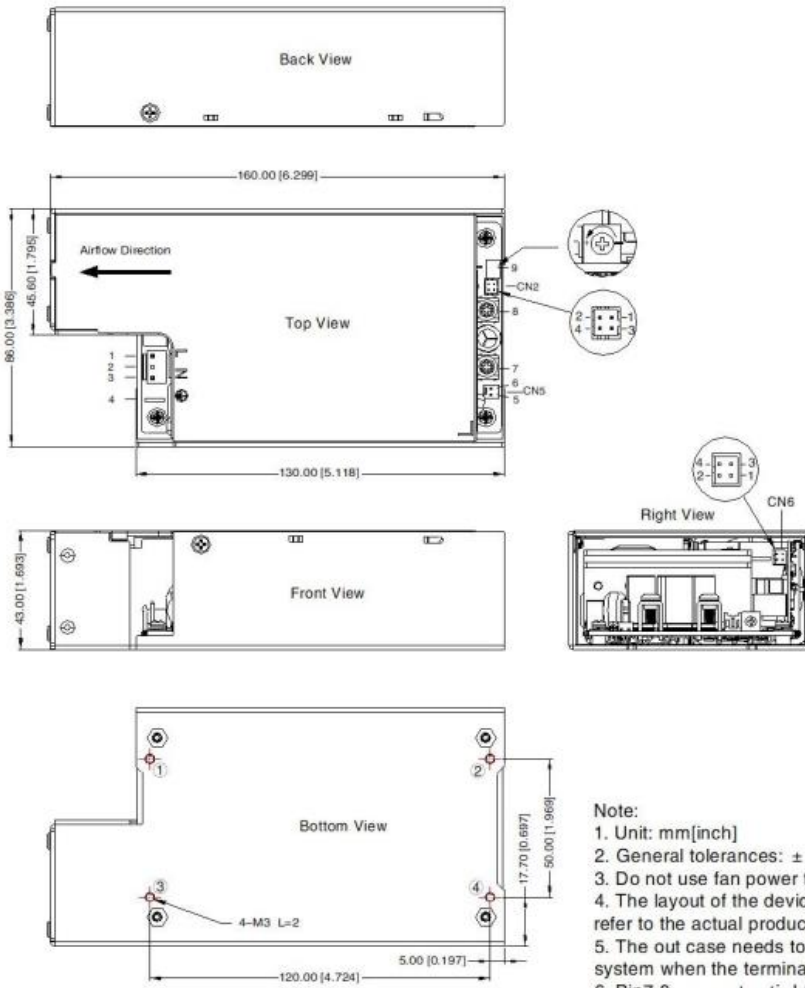 Back View
160.00 [6.299]
Airflow Direction
86.00 [3.386]
45.60 [1.795]
Top View
9
CN2
8
7
6
CN5
5
1
2
3
4
L
N
2
1
4
3
130.00 [5.118]
4
3
2
1
CN6
Right View
43.00 [1.693]
Front View
1
2
Bottom View
3
4
4-M3 L=2
17.70 [0.697]
50.00 [1.969]
5.00 [0.197]
120.00 [4.724]
Note:
1. Unit: mm[inch]
2. General tolerances: ±
3. Do not use fan power
4. The layout of the
refer to the actual
5. The out case needs to
system when the